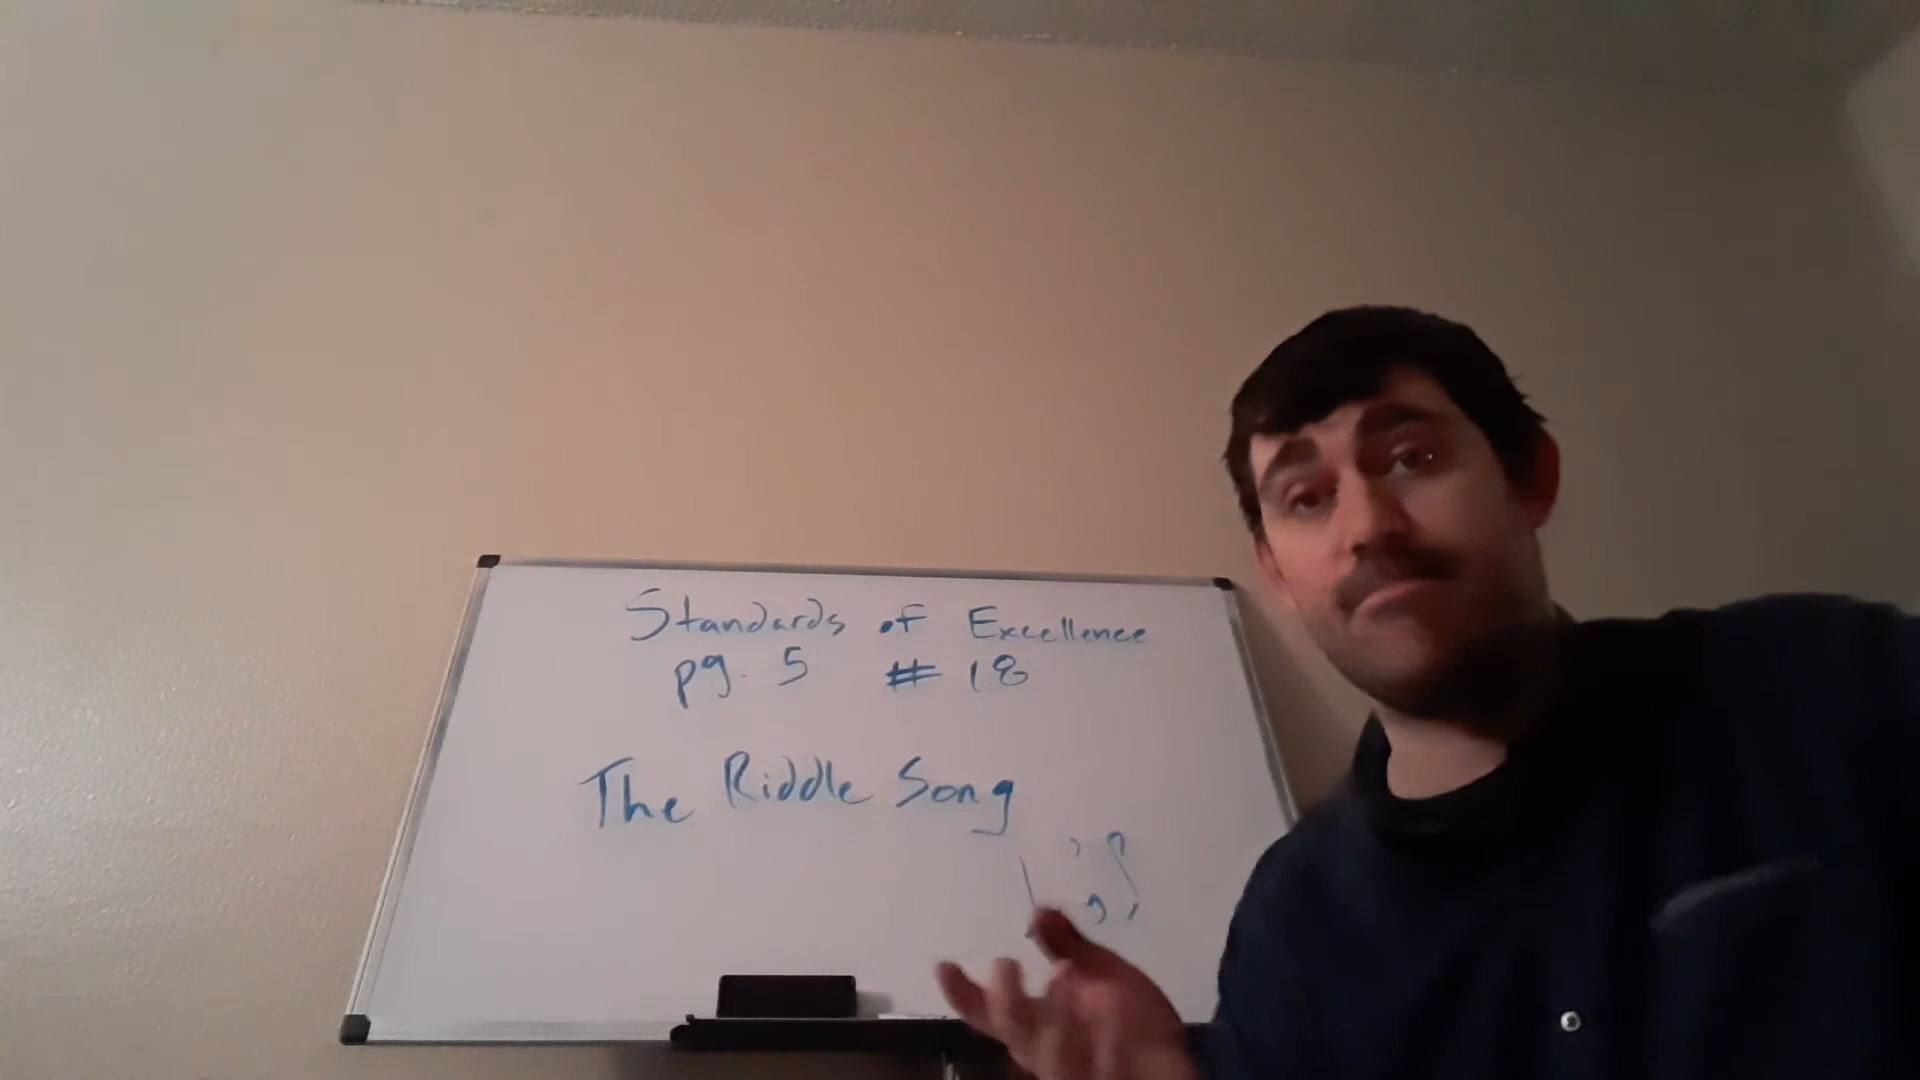 Standards of Excellence
pg. 5 # 18
The Riddle Song